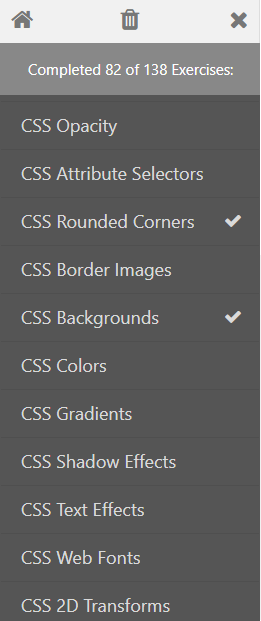 Completed 82 of 138 Exercises:
CSS Opacity
CSS Attribute Selectors
CSS Rounded Corners
CSS Border Images
CSS Backgrounds
CSS Colors
CSS Gradients
CSS Shadow Effects
CSS Text Effects
CSS Web Fonts
CSS 2D Transforms